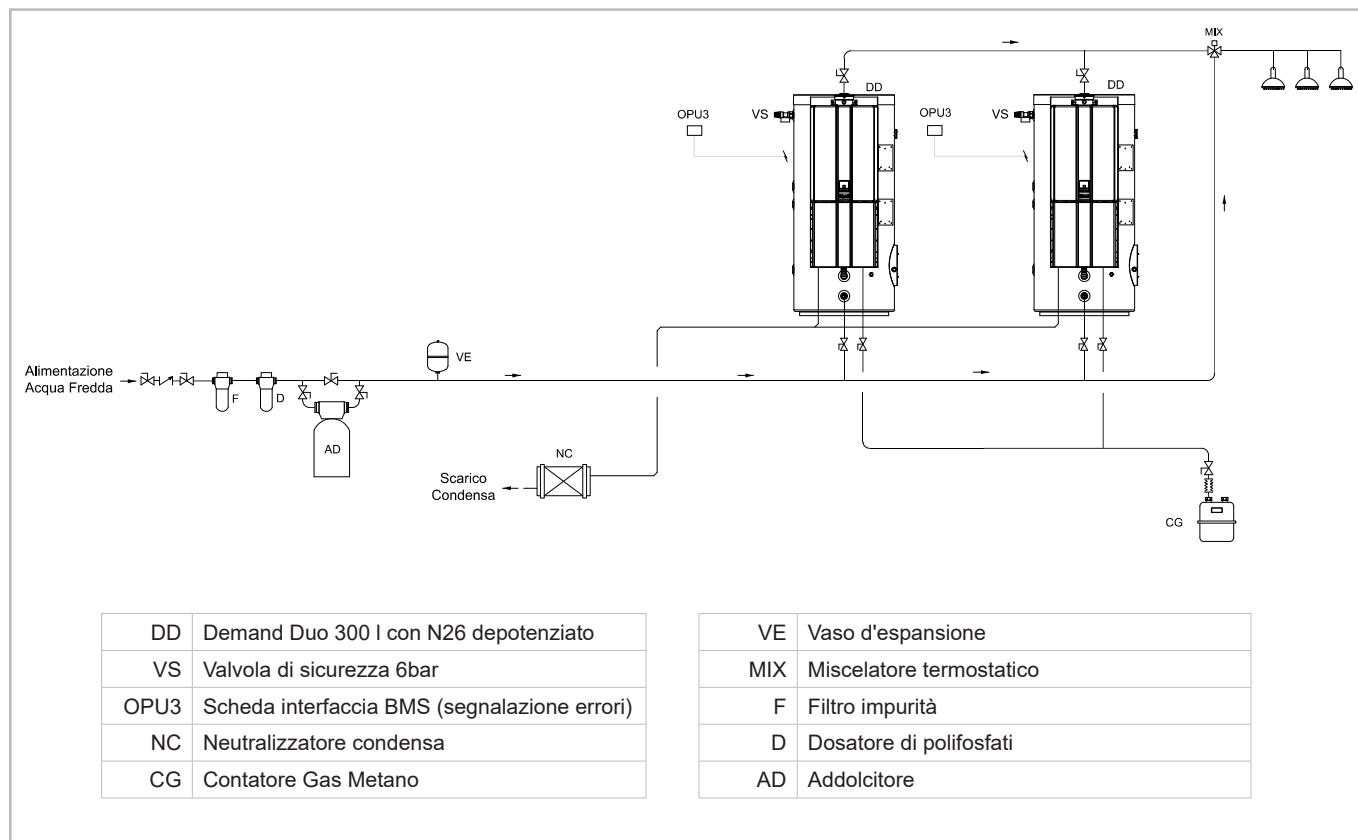 MIX
DD
DD
OPU3
VS
OPU3
VS
Alimentazione
Acqua Fredda
VE
F
D
AD
NC
Scarico
Condensa
CG
DD Demand Duo 300 l con N26 depotenziato
VS Valvola di sicurezza 6bar
OPU3 Scheda interfaccia BMS (segnalazione errori)
NC Neutralizzatore condensa
CG Contatore Gas Metano
VE Vaso d'espansione
MIX Miscelatore termostatico
F Filtro impurità
D Dosatore di polifosfati
AD Addolcitore